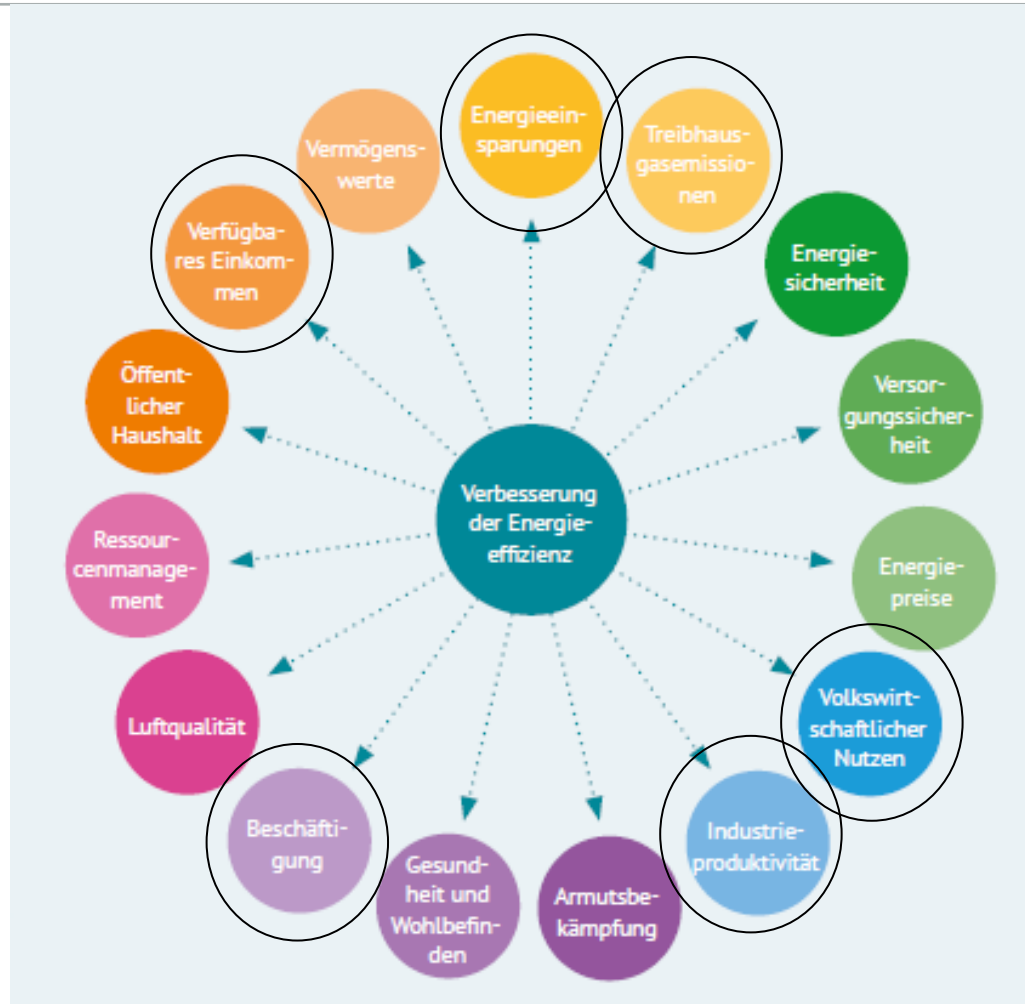 Energieein-
sparungen
Treibhaus-
gasemissio-
nen
Energie-
sicherheit
Versor-
gungssicher-
heit
Energie-
preise
Volkswirt-
schaftlicher
Nutzen
Industrie-
produktivität
Armutsbe-
kämpfung
Gesund-
heit und
Wohlbefin-
den
Beschäfti-
gung
Luftqualität
Ressour-
cenmanage-
ment
Öffent-
licher
Haushalt
Verfügba-
res Einkom-
men
Vermögens-
werte
Verbesserung
der Energie-
effizienz